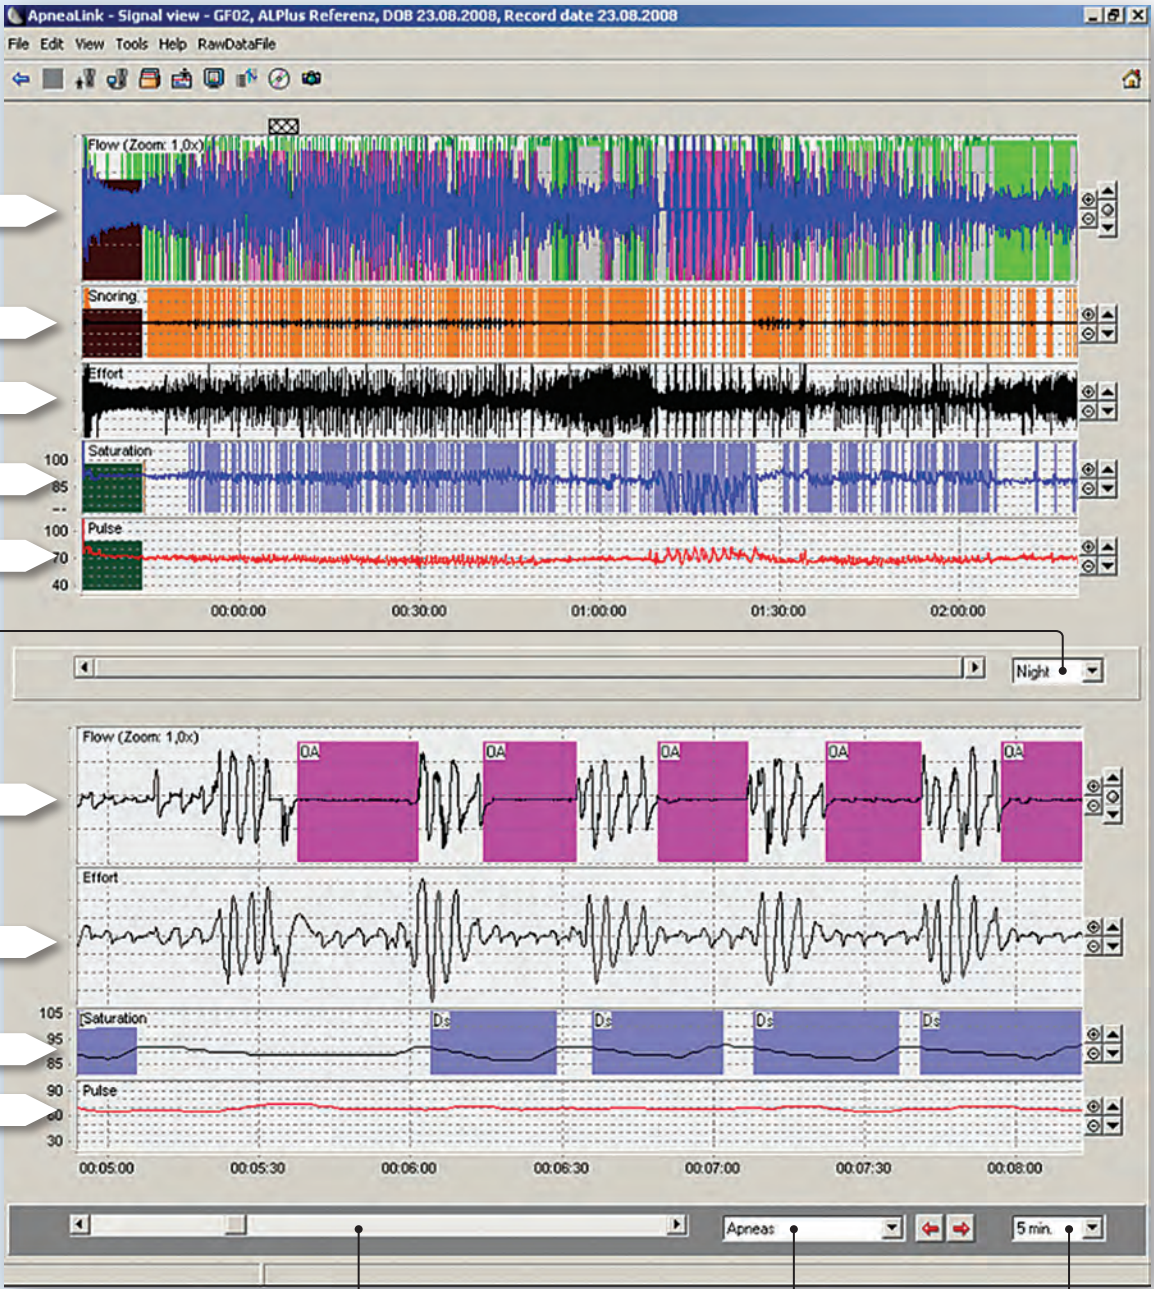 ApneaLink - Signal view - GF02, ALPlus Referenz, DOB 23.08.2008, Record date 23.08.2008
File Edit View Tools Help RawDataFile
Flow (Zoom: 1,0x)
Snoring
Effort
Saturation
100
85
--
Pulse
100
70
40
00:00:00 00:30:00 01:00:00 01:30:00 02:00:00
Night
Flow (Zoom: 1,0x)
OA OA OA OA OA
Effort
105
95
85
Saturation
Ds Ds Ds Ds
Pulse
90
60
30
00:05:00 00:05:30 00:06:00 00:06:30 00:07:00 00:07:30 00:08:00
Apneas
5 min.